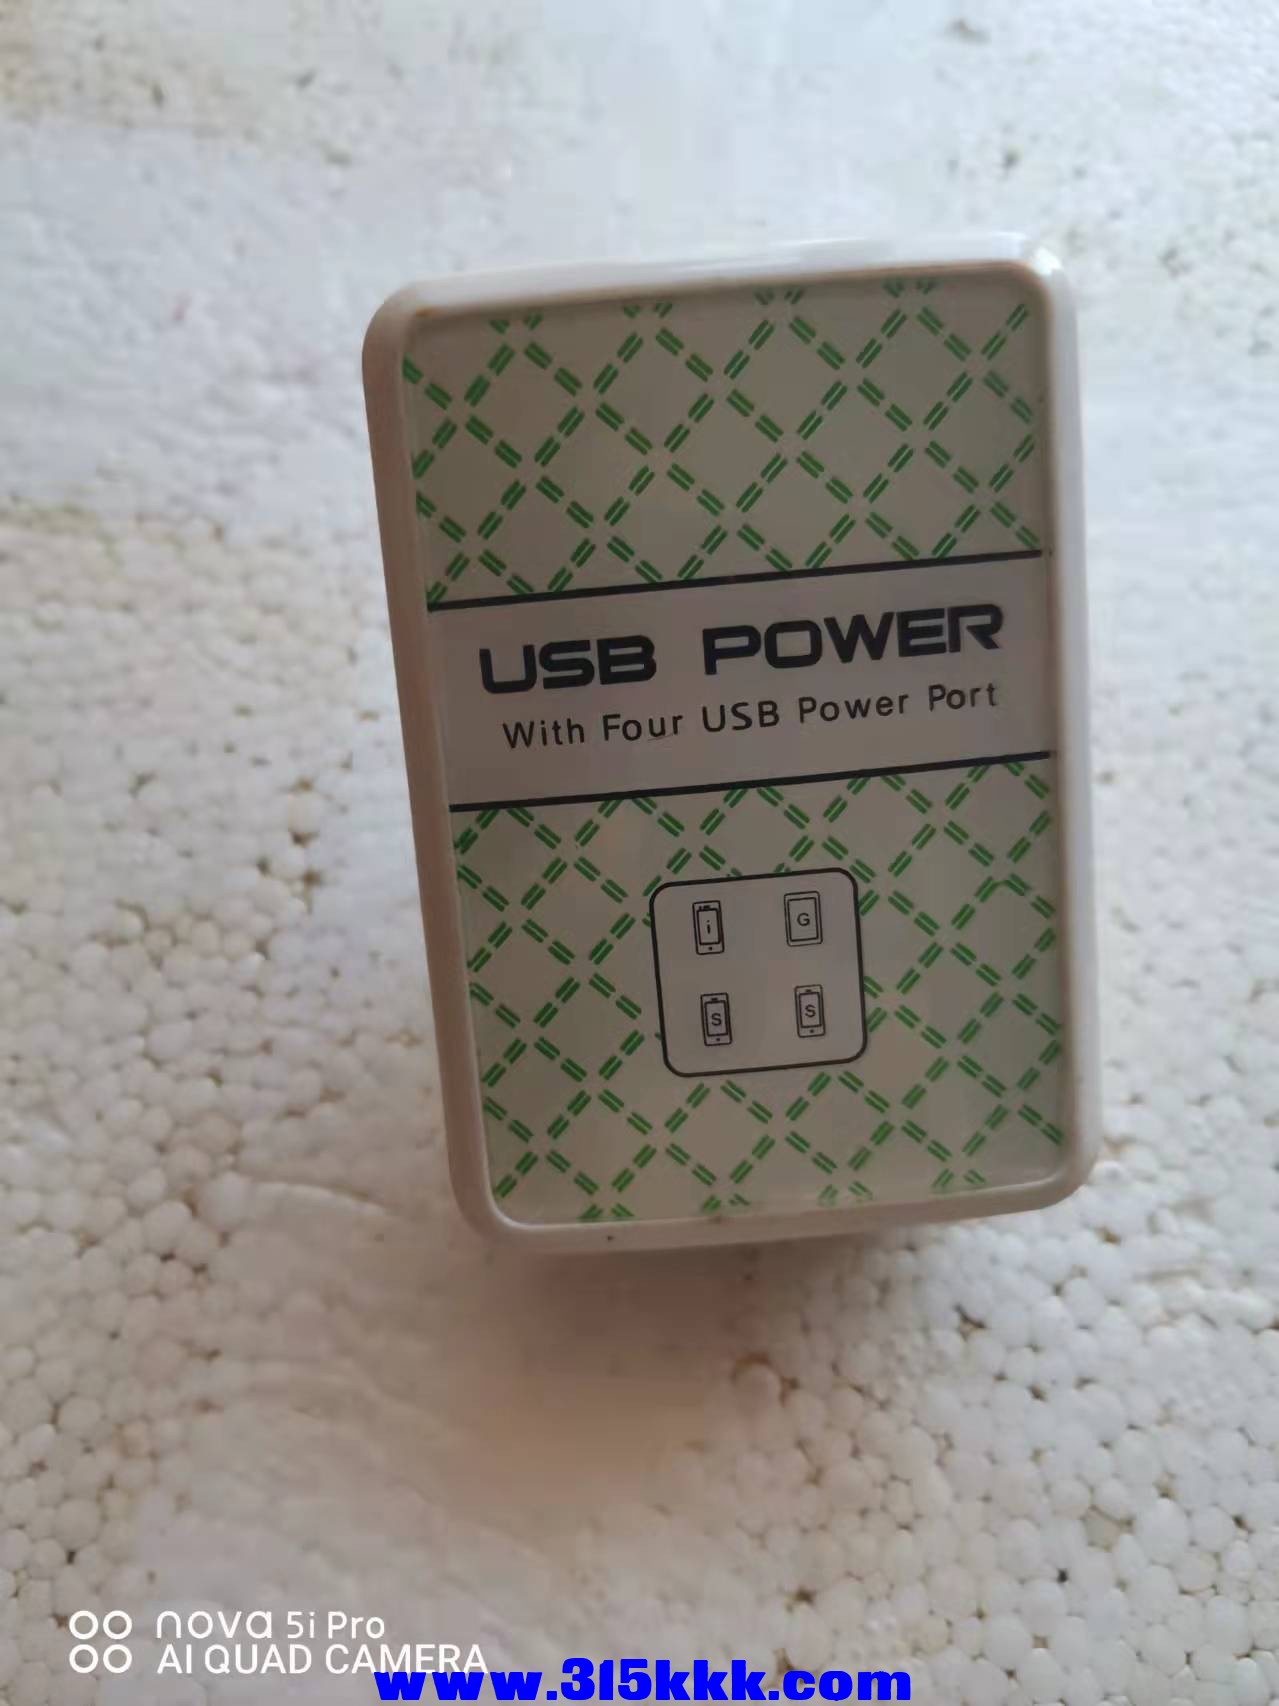 USB POWER
With Four USB Power Port
i
G
S
S
nova 5i Pro
AI QUAD CAMERA
www.315kkk.com